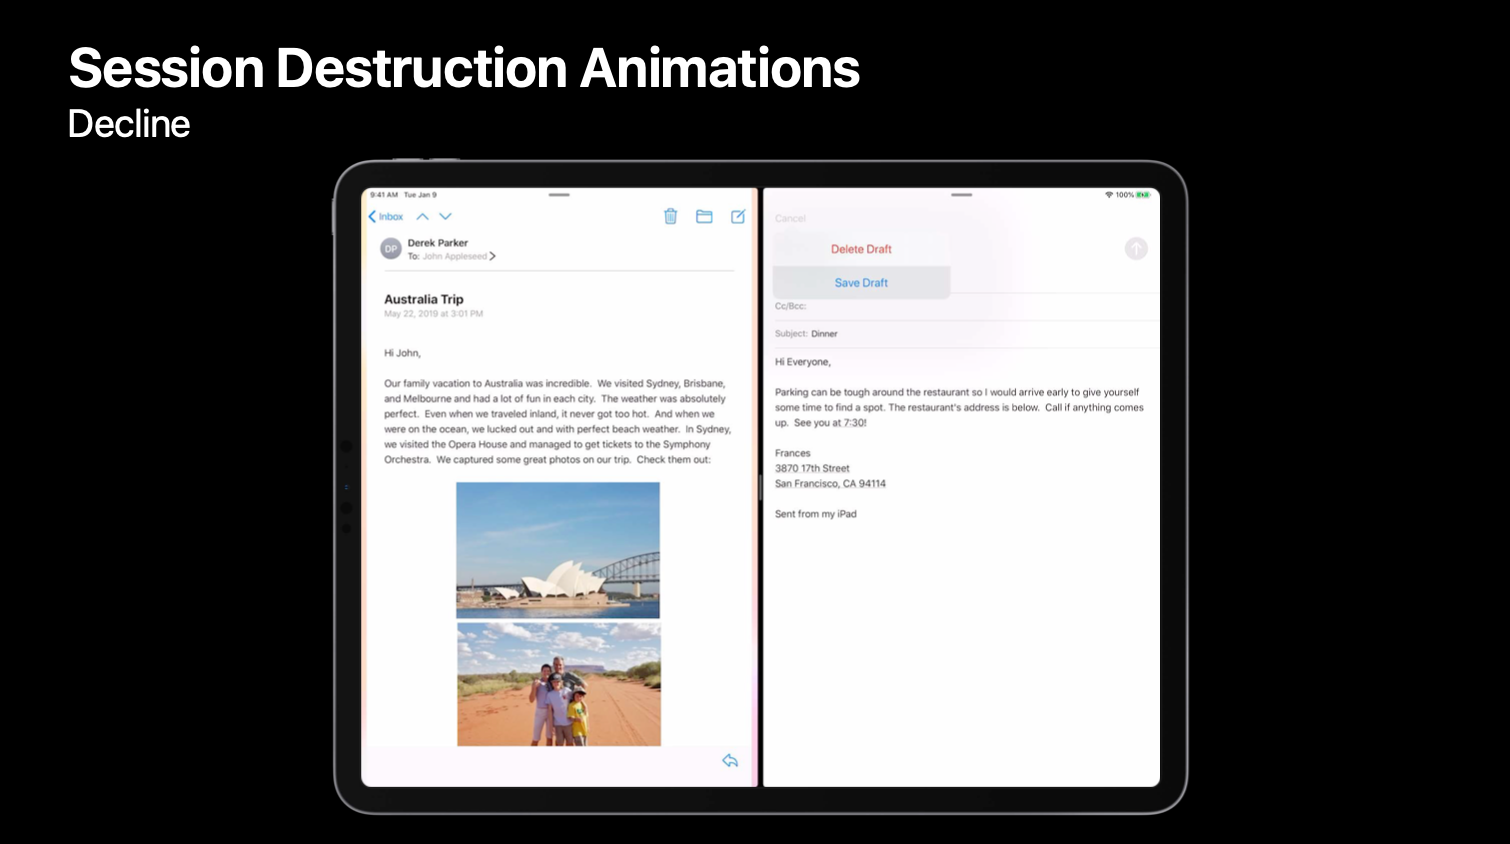 Session Destruction Animations
Decline
9:41 AM Tue Jan 9
Inbox
DP
Derek Parker
To: John Appleseed
Australia Trip
May 22, 2019 at 3:01 PM
Hi John,
Our family vacation to Australia was incredible. We visited Sydney, Brisbane,
and Melbourne and had a lot of fun in each city. The weather was absolutely
perfect. Even when we traveled inland, it never got too hot. And when we
were on the ocean, we lucked out and with perfect beach weather. In Sydney,
we visited the Opera House and managed to get tickets to the Symphony
Orchestra. We captured some great photos on our trip. Check them out:
100%
Cancel
Delete Draft
Save Draft
Cc/Bcc:
Subject: Dinner
Hi Everyone,
Parking can be tough around the restaurant so I would arrive early to give yourself
some time to find a spot. The restaurant's address is below. Call if anything comes
up. See you at 7:30!
Frances
3870 17th Street
San Francisco, CA 94114
Sent from my iPad